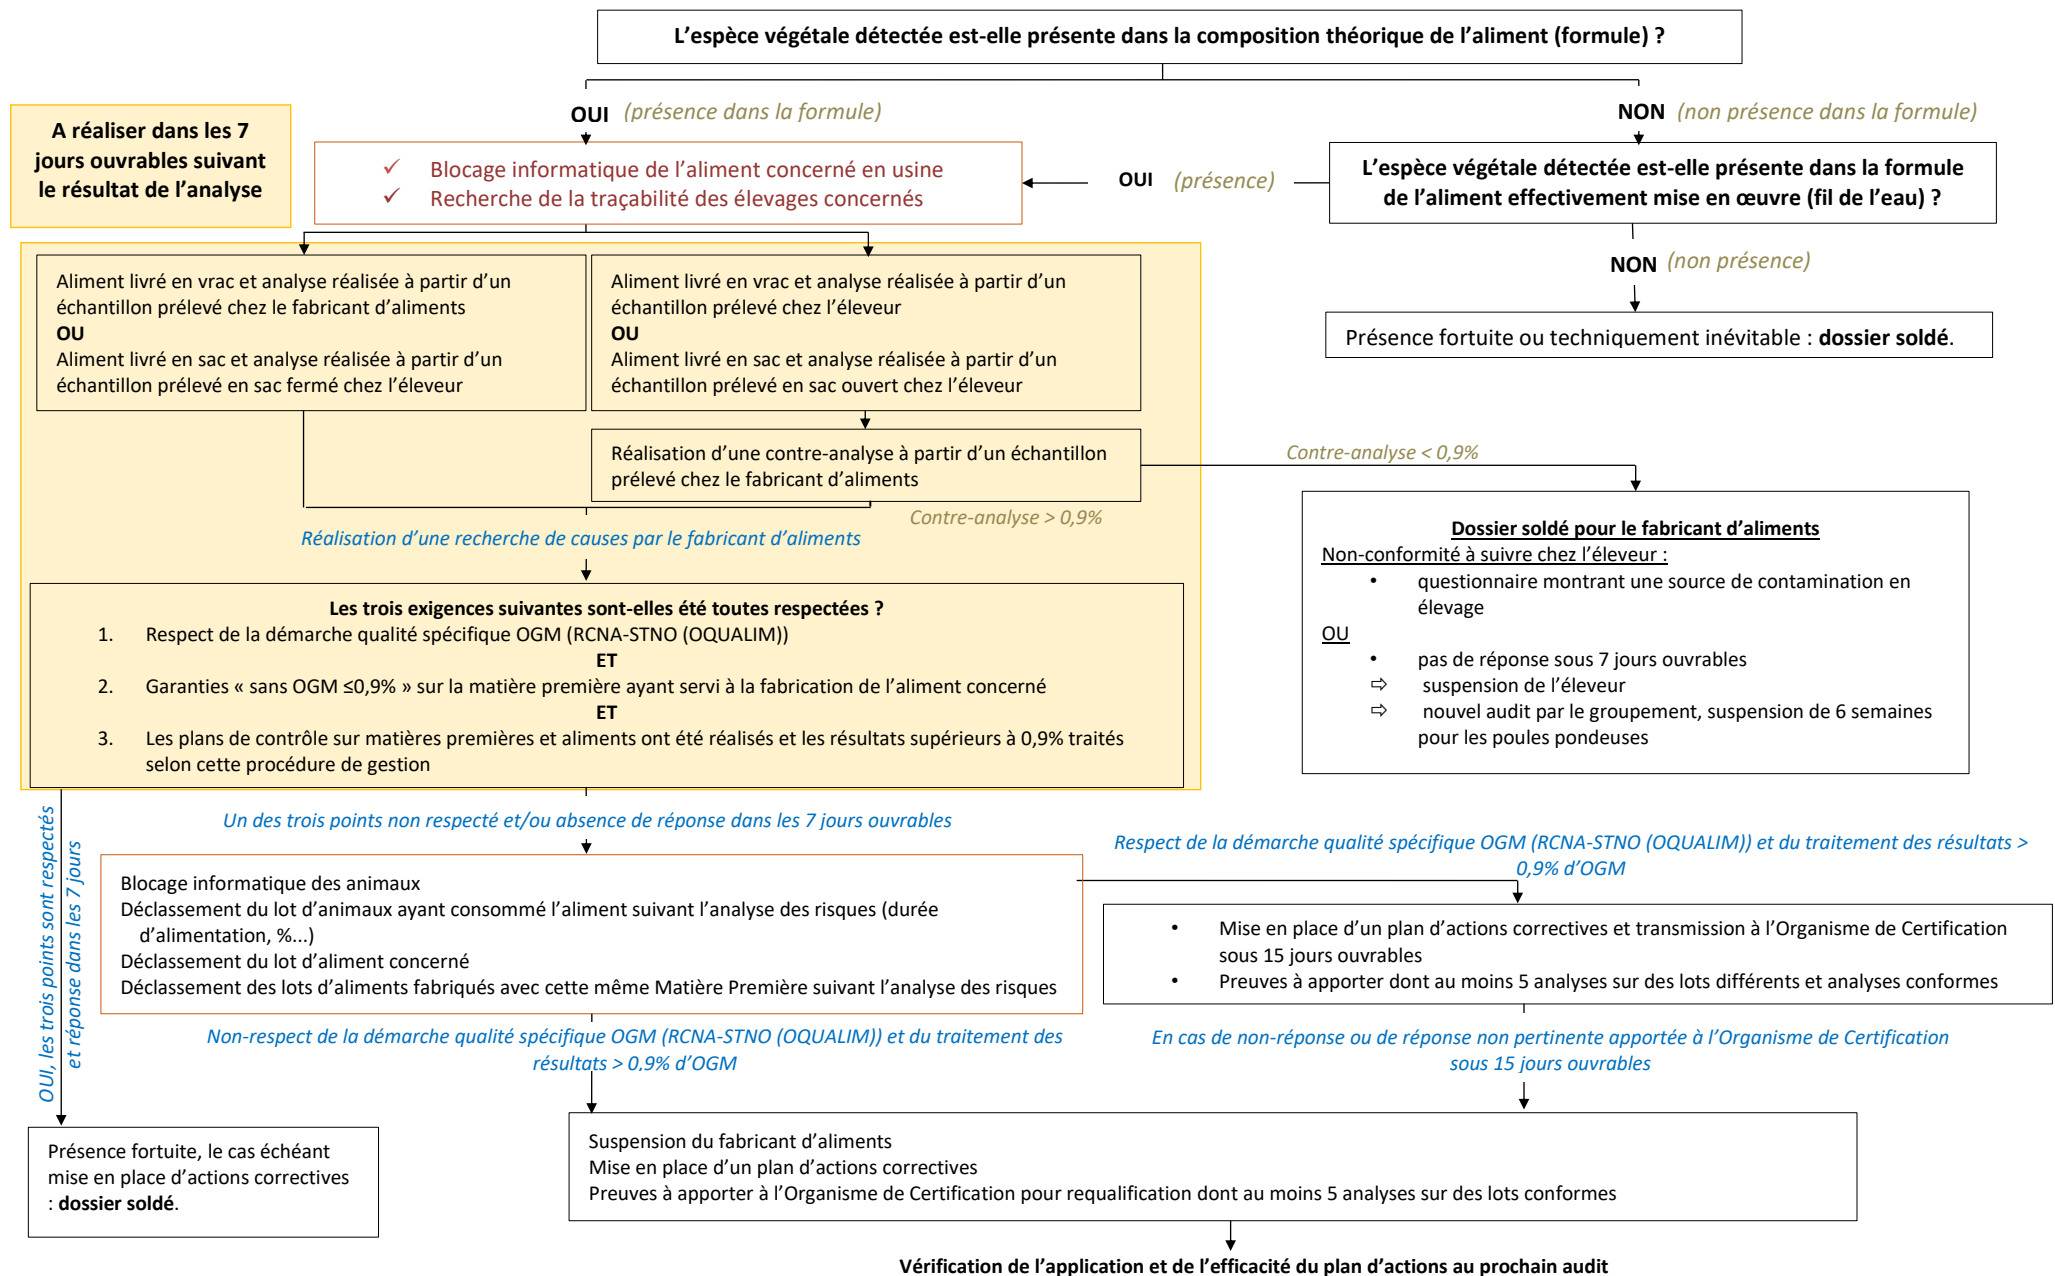 L’espèce végétale détectée est-elle présente dans la composition théorique de l’aliment (formule) ?
OUI (présence dans la formule)
NON (non présence dans la formule)
A réaliser dans les 7
jours ouvrables suivant
le résultat de l’analyse
✓ Blocage informatique de l’aliment concerné en usine
✓ Recherche de la traçabilité des élevages concernés
OUI (présence)
L’espèce végétale détectée est-elle présente dans la formule
de l’aliment effectivement mise en œuvre (fil de l’eau) ?
NON (non présence)
Présence fortuite ou techniquement inévitable : dossier soldé.
Aliment livré en vrac et analyse réalisée à partir d’un
échantillon prélevé chez le fabricant d’aliments
OU
Aliment livré en sac et analyse réalisée à partir d’un
échantillon prélevé en sac fermé chez l’éleveur
Aliment livré en vrac et analyse réalisée à partir d’un
échantillon prélevé chez l’éleveur
OU
Aliment livré en sac et analyse réalisée à partir d’un
échantillon prélevé en sac ouvert chez l’éleveur
Réalisation d’une contre-analyse à partir d’un échantillon
prélevé chez le fabricant d’aliments
Contre-analyse < 0,9%
Contre-analyse > 0,9%
Réalisation d’une recherche de causes par le fabricant d’aliments
Dossier soldé pour le fabricant d’aliments
Non-conformité à suivre chez l’éleveur :
• questionnaire montrant une source de contamination en
élevage
OU
• pas de réponse sous 7 jours ouvrables
⇨ suspension de l’éleveur
⇨ nouvel audit par le groupement, suspension de 6 semaines
pour les poules pondeuses
Les trois exigences suivantes sont-elles été toutes respectées ?
1. Respect de la démarche qualité spécifique OGM (RCNA-STNO (OQUALIM))
ET
2. Garanties « sans OGM ≤0,9% » sur la matière première ayant servi à la fabrication de l’aliment concerné
ET
3. Les plans de contrôle sur matières premières et aliments ont été réalisés et les résultats supérieurs à 0,9% traités
selon cette procédure de gestion
OUI, les trois points sont respectés
et réponse dans les 7 jours
Un des trois points non respecté et/ou absence de réponse dans les 7 jours ouvrables
Respect de la démarche qualité spécifique OGM (RCNA-STNO (OQUALIM)) et du traitement des résultats >
0,9% d’OGM
Blocage informatique des animaux
Déclassement du lot d’animaux ayant consommé l’aliment suivant l’analyse des risques (durée
d’alimentation, %...)
Déclassement du lot d’aliment concerné
Déclassement des lots d’aliments fabriqués avec cette même Matière Première suivant l’analyse des risques
• Mise en place d’un plan d’actions correctives et transmission à l’Organisme de Certification
sous 15 jours ouvrables
• Preuves à apporter dont au moins 5 analyses sur des lots différents et analyses conformes
Non-respect de la démarche qualité spécifique OGM (RCNA-STNO (OQUALIM)) et du traitement des
résultats > 0,9% d’OGM
En cas de non-réponse ou de réponse non pertinente apportée à l’Organisme de Certification
sous 15 jours ouvrables
Présence fortuite, le cas échéant
mise en place d’actions correctives
: dossier soldé.
Suspension du fabricant d’aliments
Mise en place d’un plan d’actions correctives
Preuves à apporter à l’Organisme de Certification pour requalification dont au moins 5 analyses sur des lots conformes
Vérification de l’application et de l’efficacité du plan d’actions au prochain audit